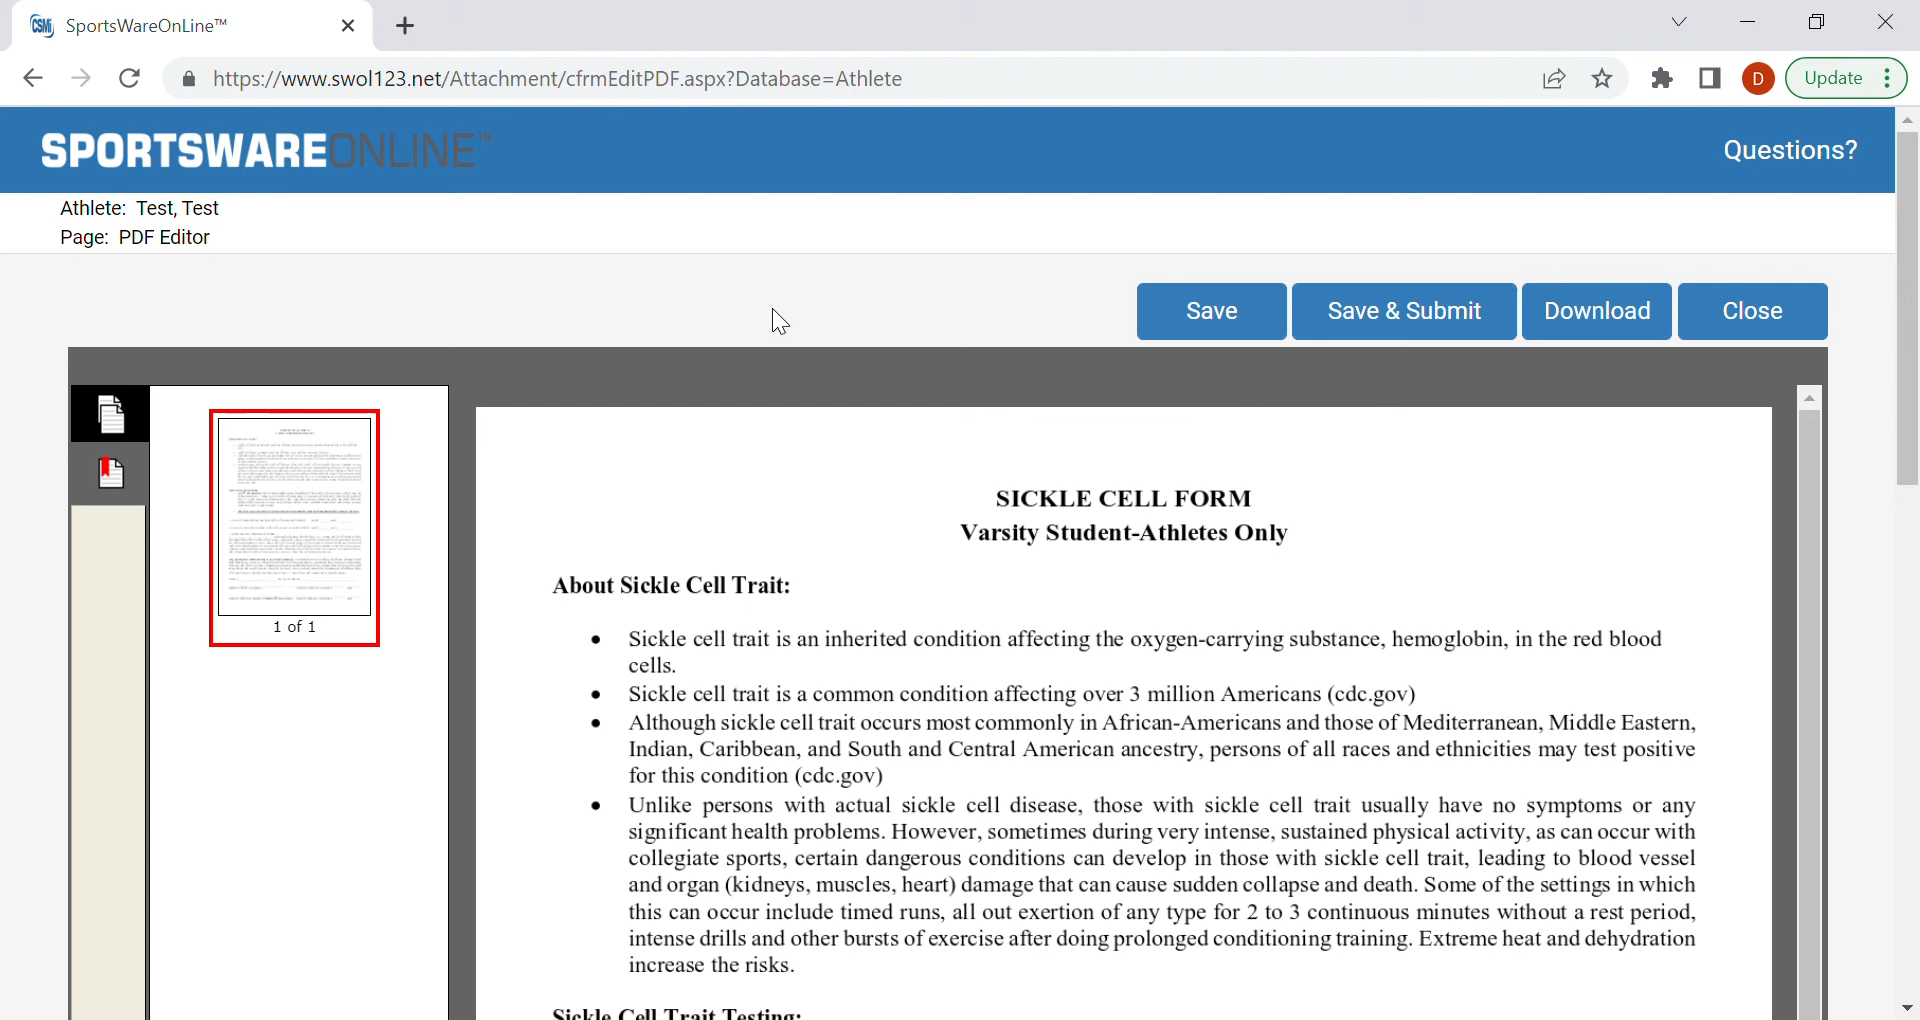 SportsWareOnLine™
https://www.swol123.net/Attachment/cfrmEditPDF.aspx?Database=Athlete
D
Update
SPORTSWAREONLINE™
Questions?
Athlete: Test, Test
Page: PDF Editor
Save
Save & Submit
Download
Close
1 of 1
SICKLE CELL FORM
Varsity Student-Athletes Only
About Sickle Cell Trait:
• Sickle cell trait is an inherited condition affecting the oxygen-carrying substance, hemoglobin, in the red blood
cells.
• Sickle cell trait is a common condition affecting over 3 million Americans (cdc.gov)
• Although sickle cell trait occurs most commonly in African-Americans and those of Mediterranean, Middle Eastern,
Indian, Caribbean, and South and Central American ancestry, persons of all races and ethnicities may test positive
for this condition (cdc.gov)
• Unlike persons with actual sickle cell disease, those with sickle cell trait usually have no symptoms or any
significant health problems. However, sometimes during very intense, sustained physical activity, as can occur with
collegiate sports, certain dangerous conditions can develop in those with sickle cell trait, leading to blood vessel
and organ (kidneys, muscles, heart) damage that can cause sudden collapse and death. Some of the settings in which
this can occur include timed runs, all out exertion of any type for 2 to 3 continuous minutes without a rest period,
intense drills and other bursts of exercise after doing prolonged conditioning training. Extreme heat and dehydration
increase the risks.
Sickle Cell Trait Testing: